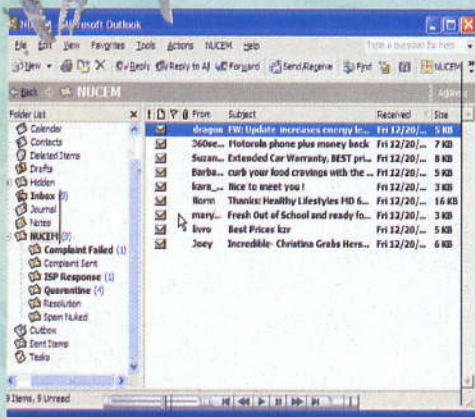 Microsoft Outlook
File Edit View Favorites Tools Actions NUCEM Help
Type a question for help
New Reply Reply to All Forward Send/Receive Find NUCEM
Back NUCEM Address
Folder List From Subject Received Size
Calendar
Contacts
Deleted Items
Drafts
Hidden
Inbox
Journal
Notes
NUCEM (9)
Complaint Failed (1)
Complaint Sent
ISP Response (1)
Quarantine (4)
Resolution
Spam Nuked
Outbox
Sent Items
Tasks
dragon FW: Update increases energy le... Fri 12/20/... 5 KB
360se... Motorola phone plus money back Fri 12/20/... 7 KB
Suzan... Extended Car Warranty, BEST pri... Fri 12/20/... 8 KB
Barba... curb your food cravings with the ... Fri 12/20/... 5 KB
kara_... Nice to meet you! Fri 12/20/... 3 KB
florm Thanks: Healthy Lifestyles MD 6... Fri 12/20/... 16 KB
mary... Fresh Out of School and ready fo... Fri 12/20/... 3 KB
livro Best Prices kzr Fri 12/20/... 5 KB
Joey Incredible- Christina Grabs Hers... Fri 12/20/... 6 KB
9 Items, 9 Unread